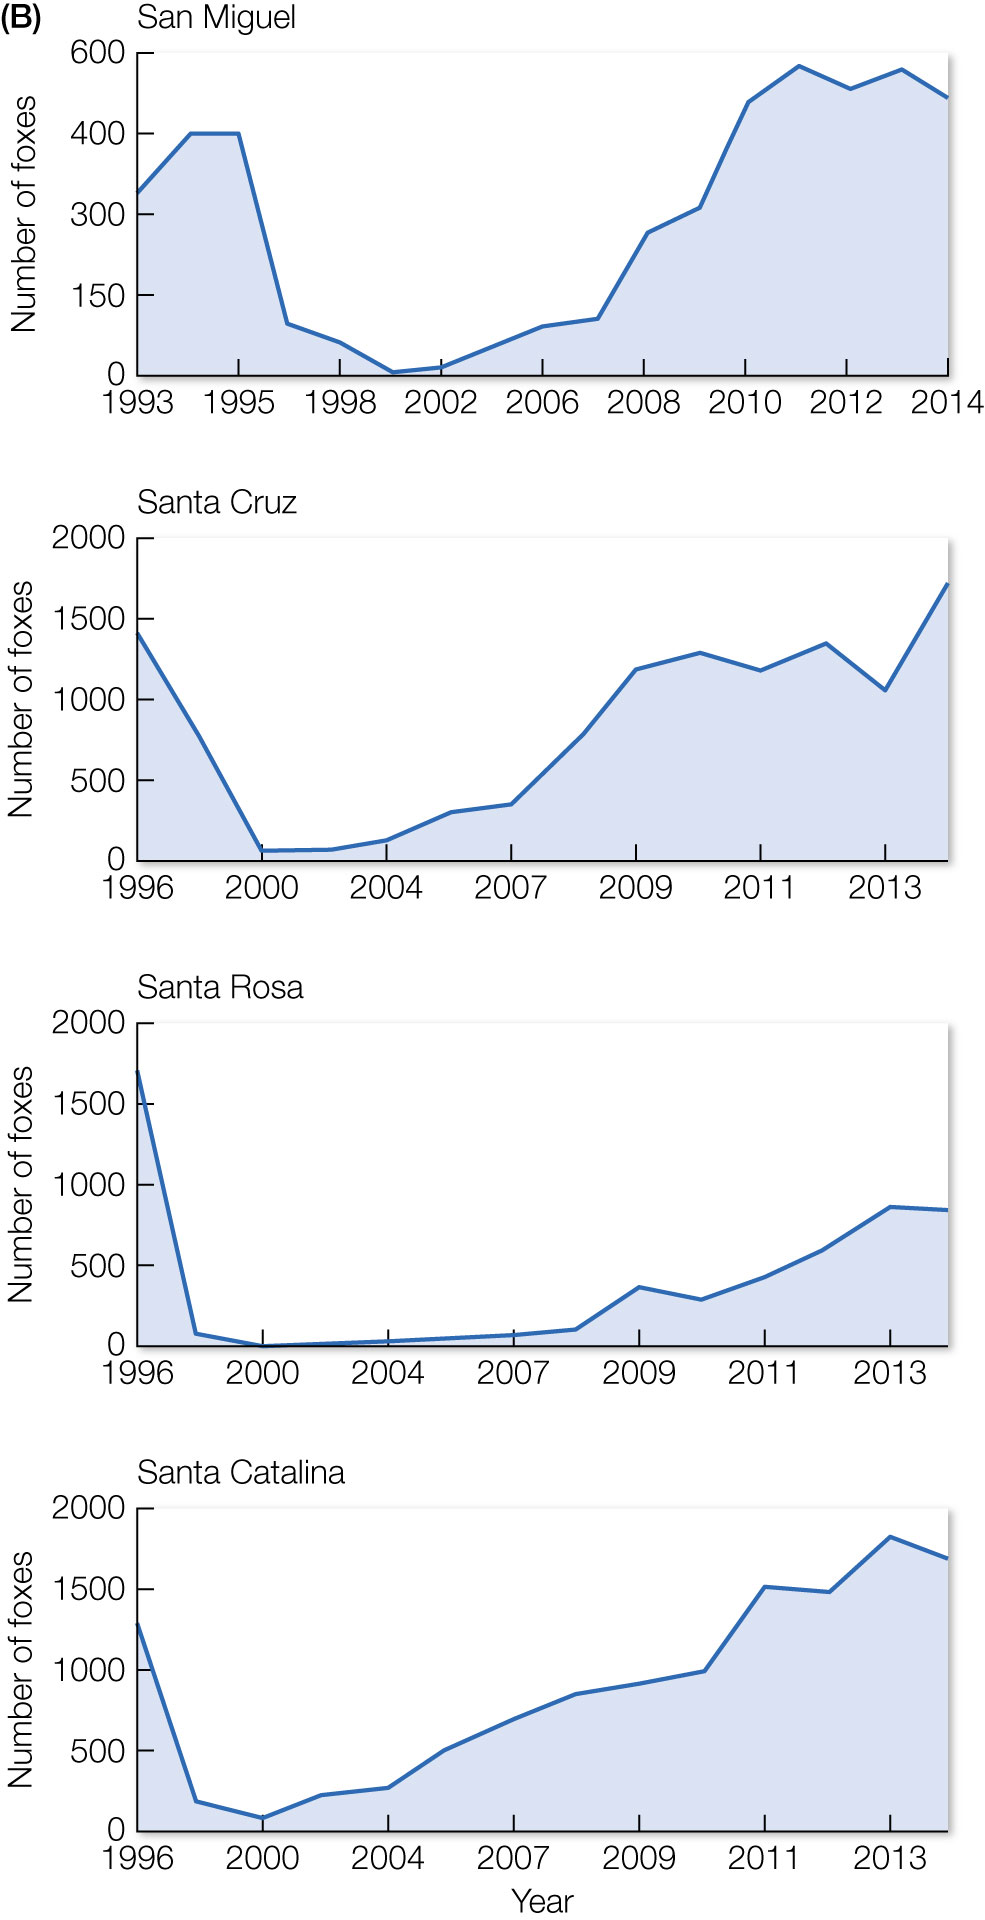 (B)
San Miguel
Number of foxes
600
400
300
150
0
1993 1995 1998 2002 2006 2008 2010 2012 2014
Santa Cruz
Number of foxes
2000
1500
1000
500
0
1996 2000 2004 2007 2009 2011 2013
Santa Rosa
Number of foxes
2000
1500
1000
500
0
1996 2000 2004 2007 2009 2011 2013
Santa Catalina
Number of foxes
2000
1500
1000
500
0
1996 2000 2004 2007 2009 2011 2013
Year